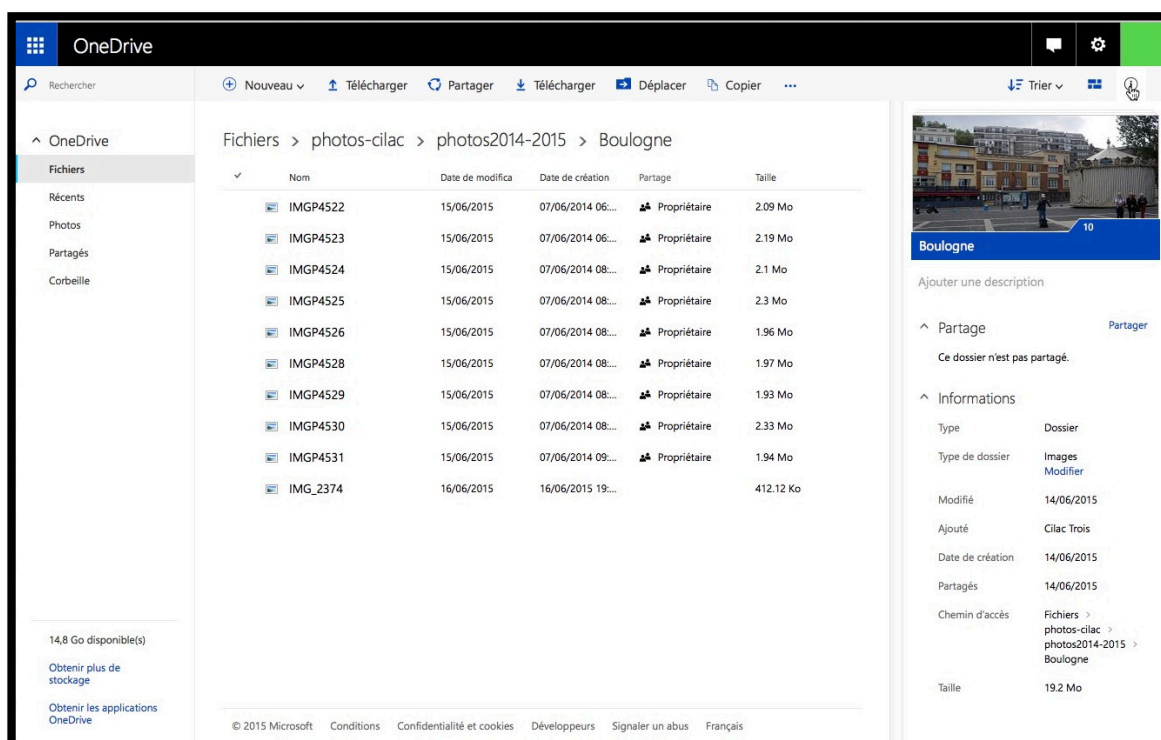 OneDrive
Rechercher
Nouveau Télécharger Partager Télécharger Déplacer Copier ... Trier
OneDrive
Fichiers
Récents
Photos
Partagés
Corbeille
14,8 Go disponible(s)
Obtenir plus de
stockage
Obtenir les applications
OneDrive
Fichiers > photos-cilac > photos2014-2015 > Boulogne
Nom Date de modifica Date de création Partage Taille
IMGP4522 15/06/2015 07/06/2014 06:... Propriétaire 2.09 Mo
IMGP4523 15/06/2015 07/06/2014 06:... Propriétaire 2.19 Mo
IMGP4524 15/06/2015 07/06/2014 08:... Propriétaire 2.1 Mo
IMGP4525 15/06/2015 07/06/2014 08:... Propriétaire 2.3 Mo
IMGP4526 15/06/2015 07/06/2014 08:... Propriétaire 1.96 Mo
IMGP4528 15/06/2015 07/06/2014 08:... Propriétaire 1.97 Mo
IMGP4529 15/06/2015 07/06/2014 08:... Propriétaire 1.93 Mo
IMGP4530 15/06/2015 07/06/2014 08:... Propriétaire 2.33 Mo
IMGP4531 15/06/2015 07/06/2014 09:... Propriétaire 1.94 Mo
IMG_2374 16/06/2015 16/06/2015 19:... 412.12 Ko
© 2015 Microsoft Conditions Confidentialité et cookies Développeurs Signaler un abus Français
10
Boulogne
Ajouter une description
Partage Partager
Ce dossier n'est pas partagé.
Informations
Type Dossier
Type de dossier Images
Modifier
Modifié 14/06/2015
Ajouté Cilac Trois
Date de création 14/06/2015
Partagés 14/06/2015
Chemin d'accès Fichiers >
photos-cilac >
photos2014-2015 >
Boulogne
Taille 19.2 Mo